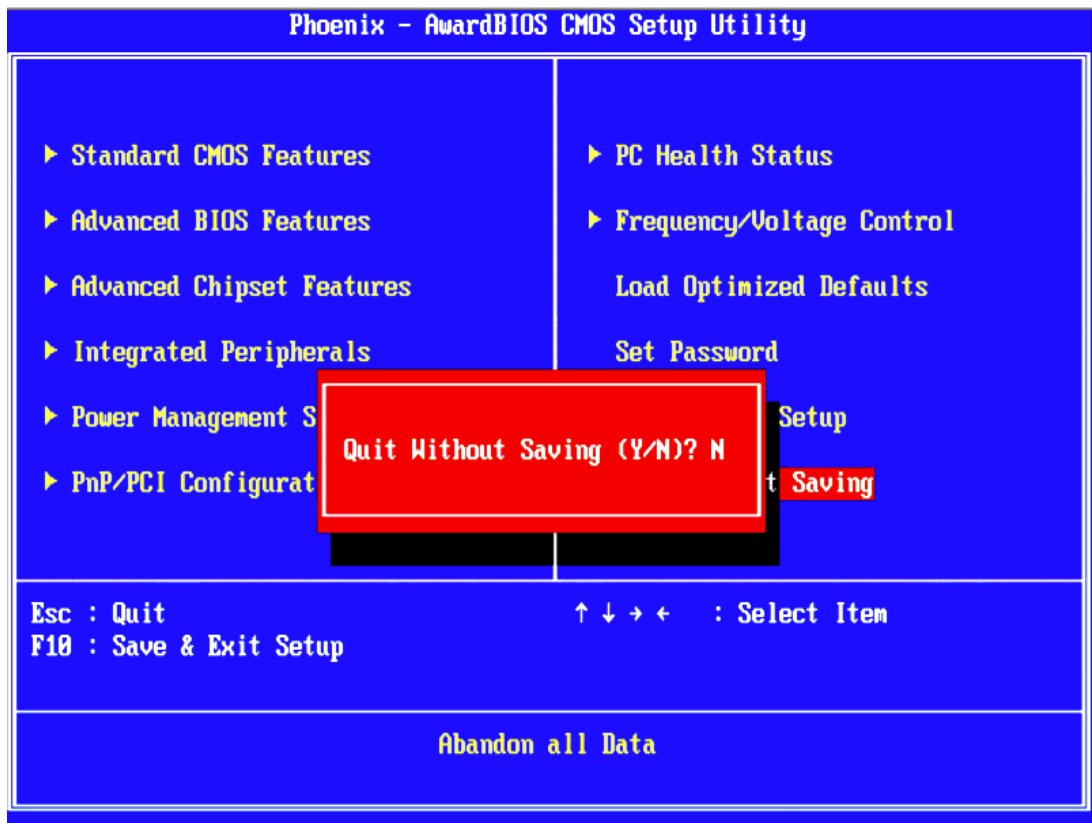 Phoenix - AwardBIOS CMOS Setup Utility
▶ Standard CMOS Features
▶ Advanced BIOS Features
▶ Advanced Chipset Features
▶ Integrated Peripherals
▶ Power Management S
▶ PnP/PCI Configurat
▶ PC Health Status
▶ Frequency/Voltage Control
Load Optimized Defaults
Set Password
Setup
t Saving
Quit Without Saving (Y/N)? N
Esc : Quit
F10 : Save & Exit Setup
↑ ↓ → ← : Select Item
Abandon all Data